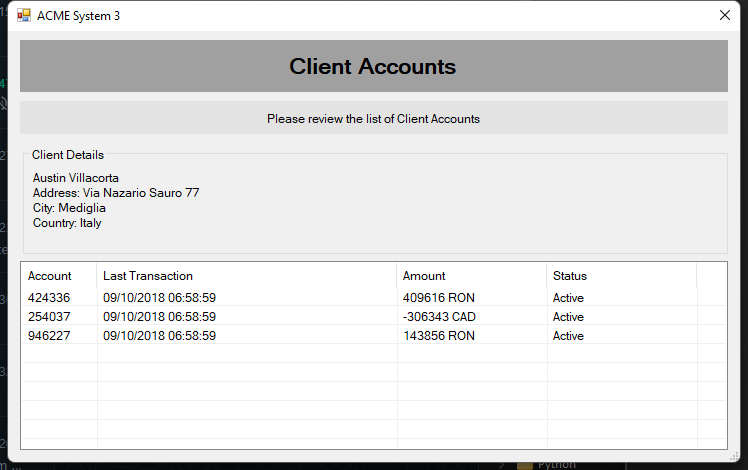 ACME System 3
Client Accounts
Please review the list of Client Accounts
Client Details
Austin Villacorta
Address: Via Nazario Sauro 77
City: Mediglia
Country: Italy
Account Last Transaction Amount Status
424336 09/10/2018 06:58:59 409616 RON Active
254037 09/10/2018 06:58:59 -306343 CAD Active
946227 09/10/2018 06:58:59 143856 RON Active
Python